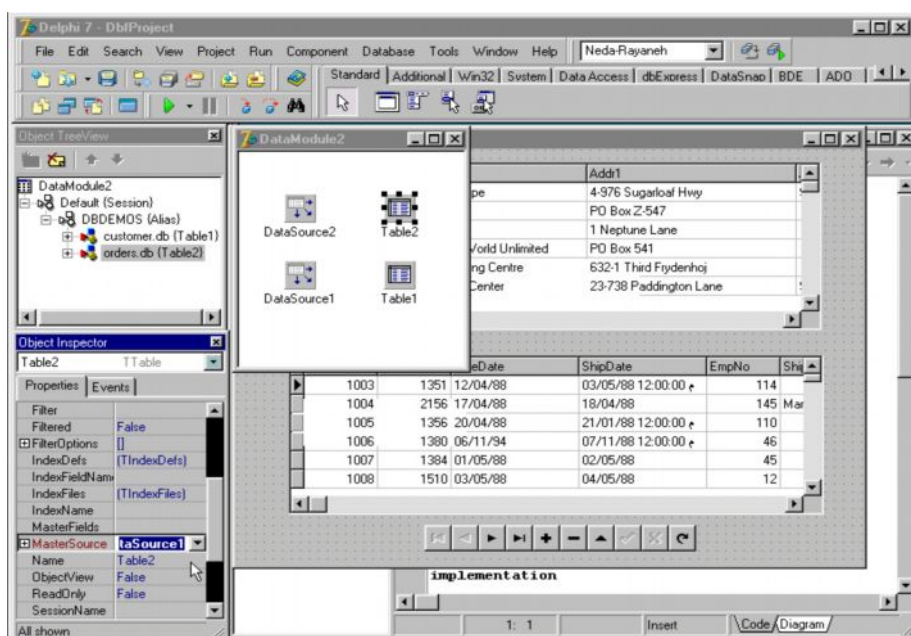 Delphi 7 - DbfProject
File Edit Search View Project Run Component Database Tools Window Help Neda-Rayaneh
Standard Additional Win32 System Data Access dbExpress DataSnap BDE ADO
Object TreeView
DataModule2
Default {Session}
DBDEMOS {Alias}
customer.db {Table1}
orders.db {Table2}
DataModule2
DataSource2 Table2
DataSource1 Table1
Addr1
4-976 Sugarloaf Hwy
PO Box Z-547
1 Neptune Lane
World Unlimited PO Box 541
ng Centre 632-1 Third Frydenhoj
Center 23-738 Paddington Lane
Object Inspector
Table2 TTable
Properties Events
Filter
Filtered False
FilterOptions []
IndexDefs (TIndexDefs)
IndexFieldNam
IndexFiles (TIndexFiles)
IndexName
MasterFields
MasterSource taSource1
Name Table2
ObjectView False
ReadOnly False
SessionName
All shown
eDate ShipDate EmpNo Ship
1003 1351 12/04/88 03/05/88 12:00:00 م 114
1004 2156 17/04/88 18/04/88 145 Mar
1005 1356 20/04/88 21/01/88 12:00:00 م 110
1006 1380 06/11/94 07/11/88 12:00:00 م 46
1007 1384 01/05/88 02/05/88 45
1008 1510 03/05/88 04/05/88 12
implementation
1: 1 Insert Code Diagram